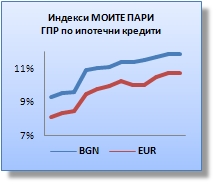 Индекси МОИТЕ ПАРИ
ГПР по ипотечни кредити
11%
9%
7%
BGN
EUR